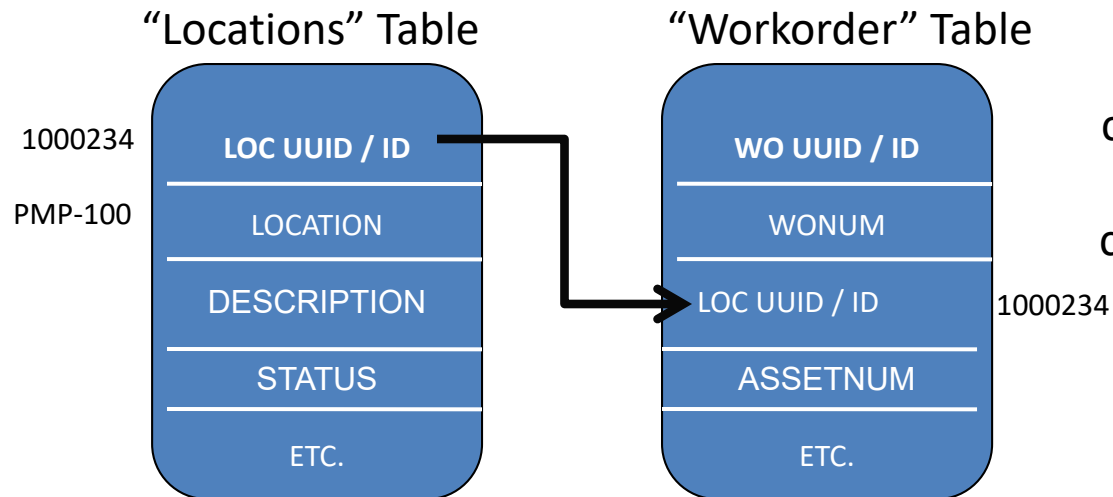 “Locations” Table
1000234
LOC UUID / ID
PMP-100
LOCATION
DESCRIPTION
STATUS
ETC.
“Workorder” Table
WO UUID / ID
WONUM
LOC UUID / ID
1000234
ASSETNUM
ETC.